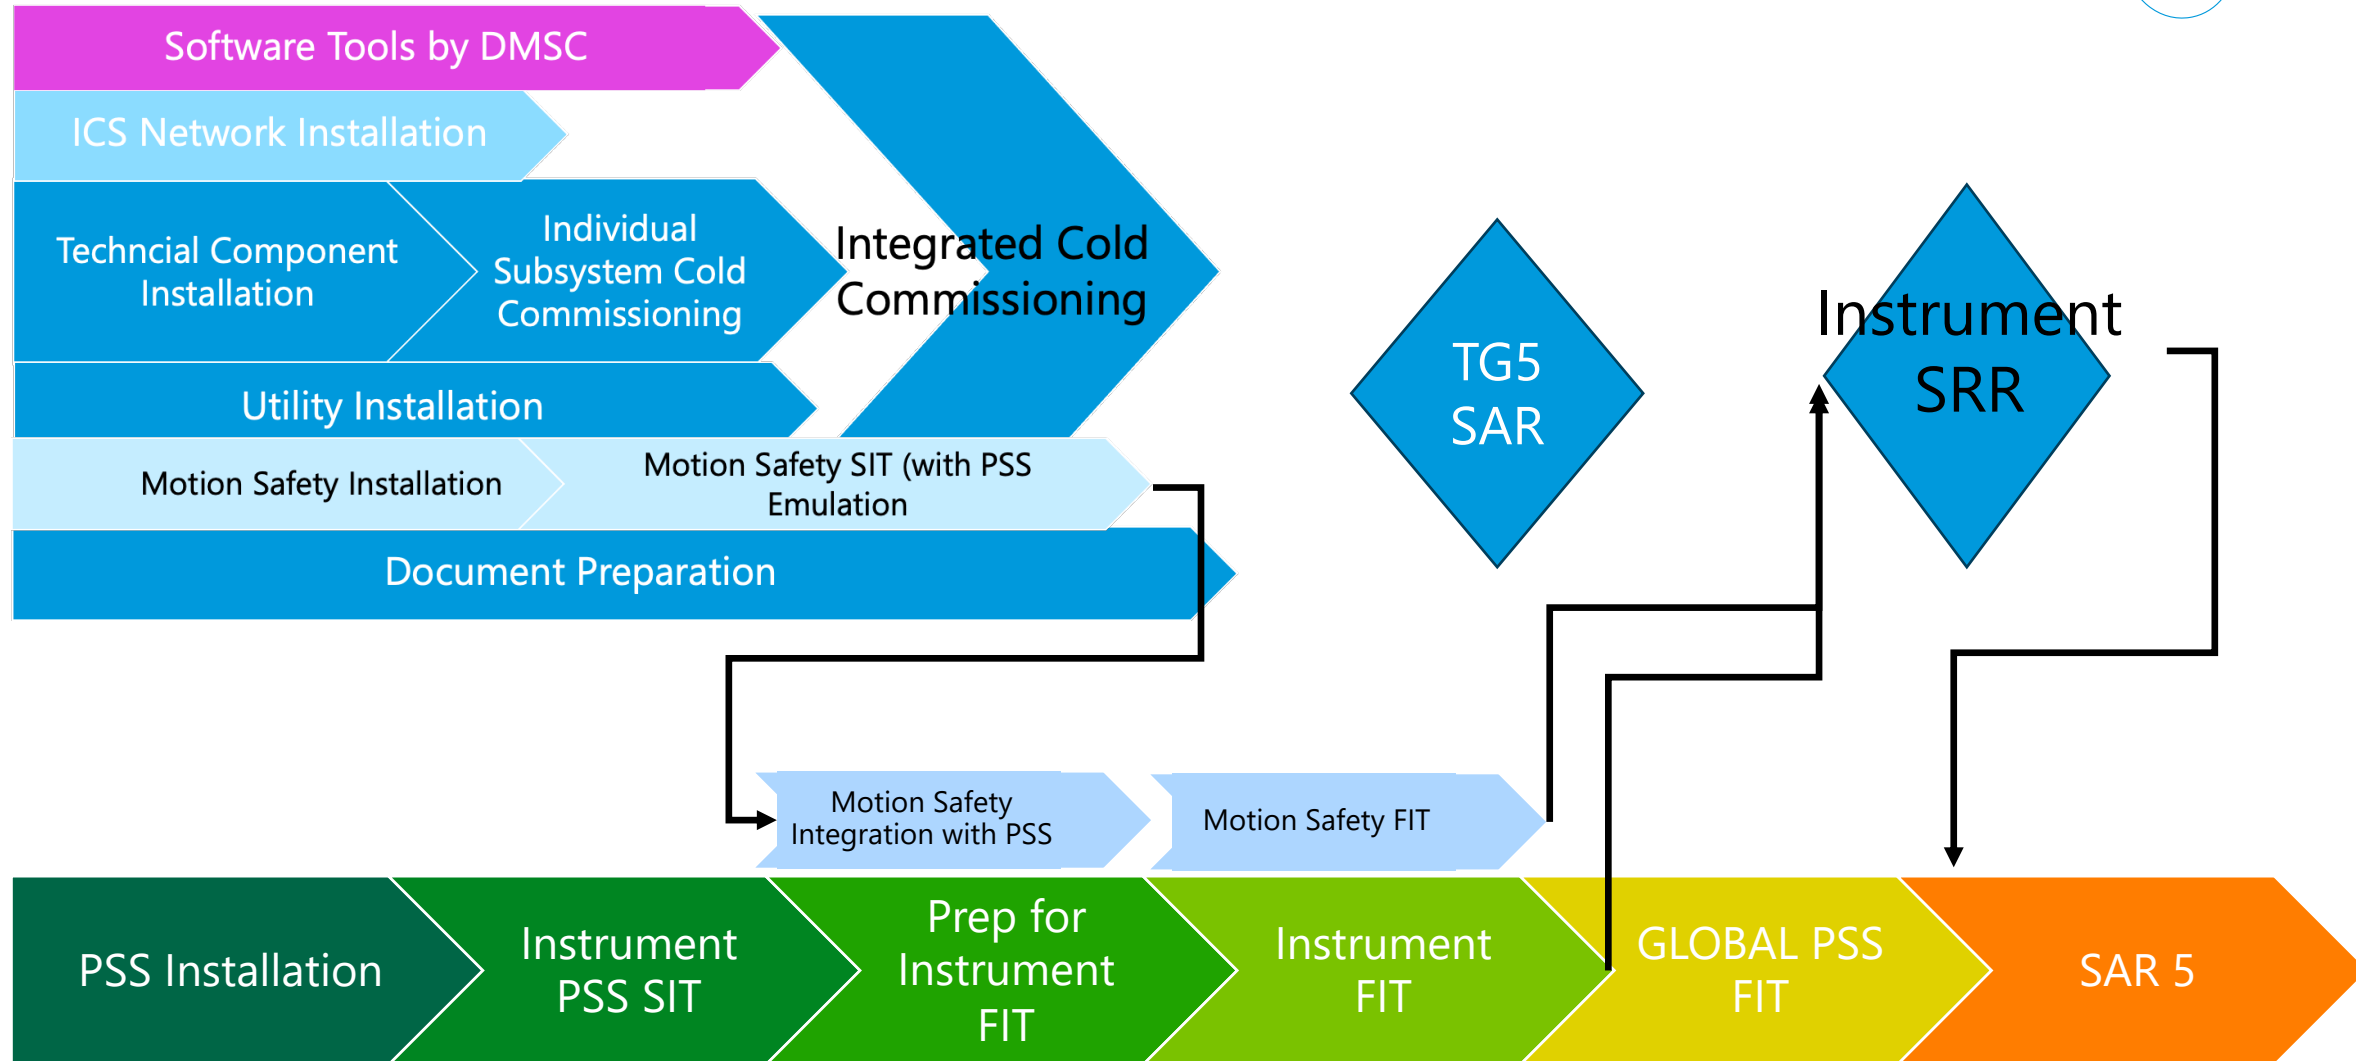 Software Tools by DMSC
ICS Network Installation
Techncial Component
Installation
Individual
Subsystem Cold
Commissioning
Integrated Cold
Commissioning
Utility Installation
Motion Safety Installation
Motion Safety SIT (with PSS
Emulation
Document Preparation
TG5
SAR
Instrument
SRR
Motion Safety
Integration with PSS
Motion Safety FIT
PSS Installation
Instrument
PSS SIT
Prep for
Instrument
FIT
Instrument
FIT
GLOBAL PSS
FIT
SAR 5